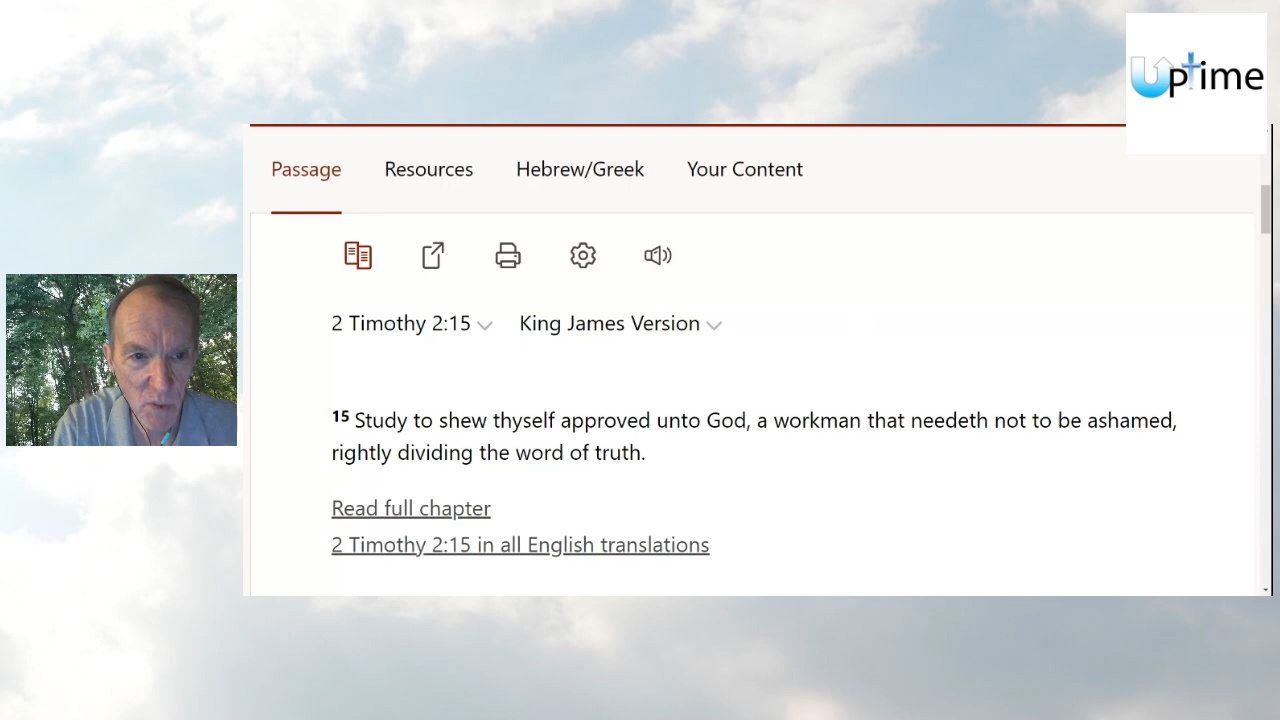 Uptime
Passage Resources Hebrew/Greek Your Content
2 Timothy 2:15 King James Version
15 Study to shew thyself approved unto God, a workman that needeth not to be ashamed,
rightly dividing the word of truth.
Read full chapter
2 Timothy 2:15 in all English translations